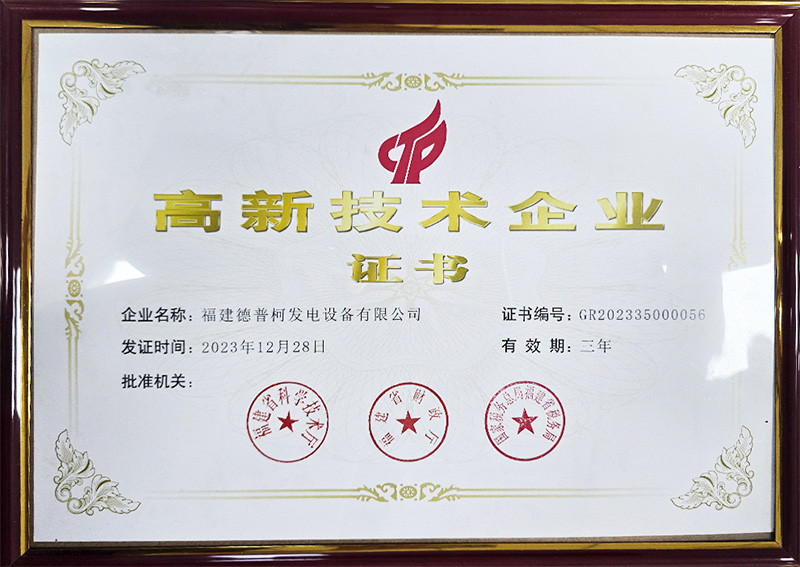 高新技术企业
证书
企业名称：福建德普柯发电设备有限公司
证书编号：GR202335000056
发证时间：2023年12月28日
有效期：三年
批准机关：
福建省科学技术厅
福建省财政厅
国家税务总局福建省税务局